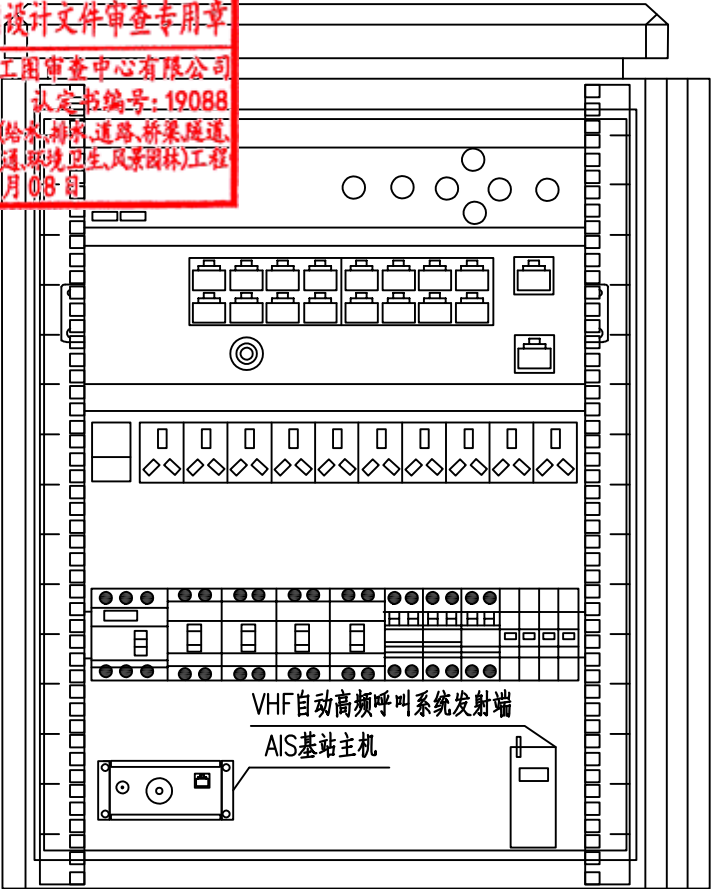 设计文件审查专用章
工图审查中心有限公司
认定书编号: 19088
(给水、排水、道路、桥梁、隧道、
通、环境卫生、风景园林)工程
月08日
VHF自动高频呼叫系统发射端
AIS基站主机